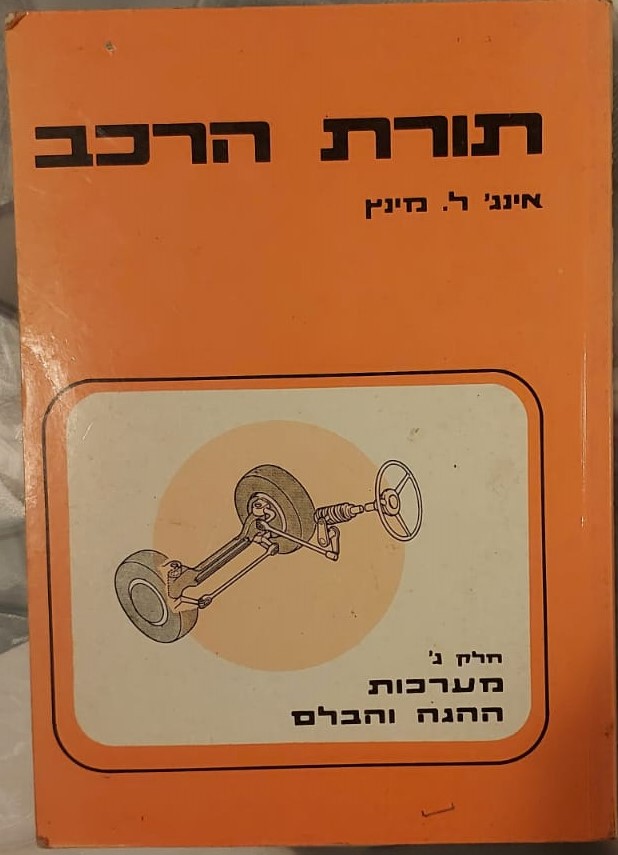 תורת הרכב
אינג' ל. מינץ
חלק ג'
מערכות
ההגה והבלם